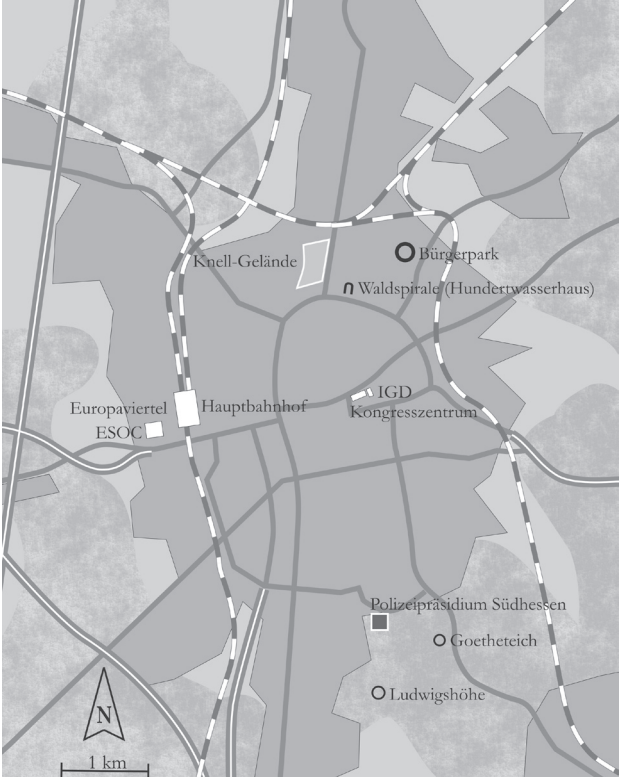 Bürgerpark
Knell-Gelände
Waldspirale (Hundertwasserhaus)
IGD
Europaviertel
Hauptbahnhof
Kongresszentrum
ESOC
Polizeipräsidium Südhessen
Goetheteich
Ludwigshöhe
N
1 km